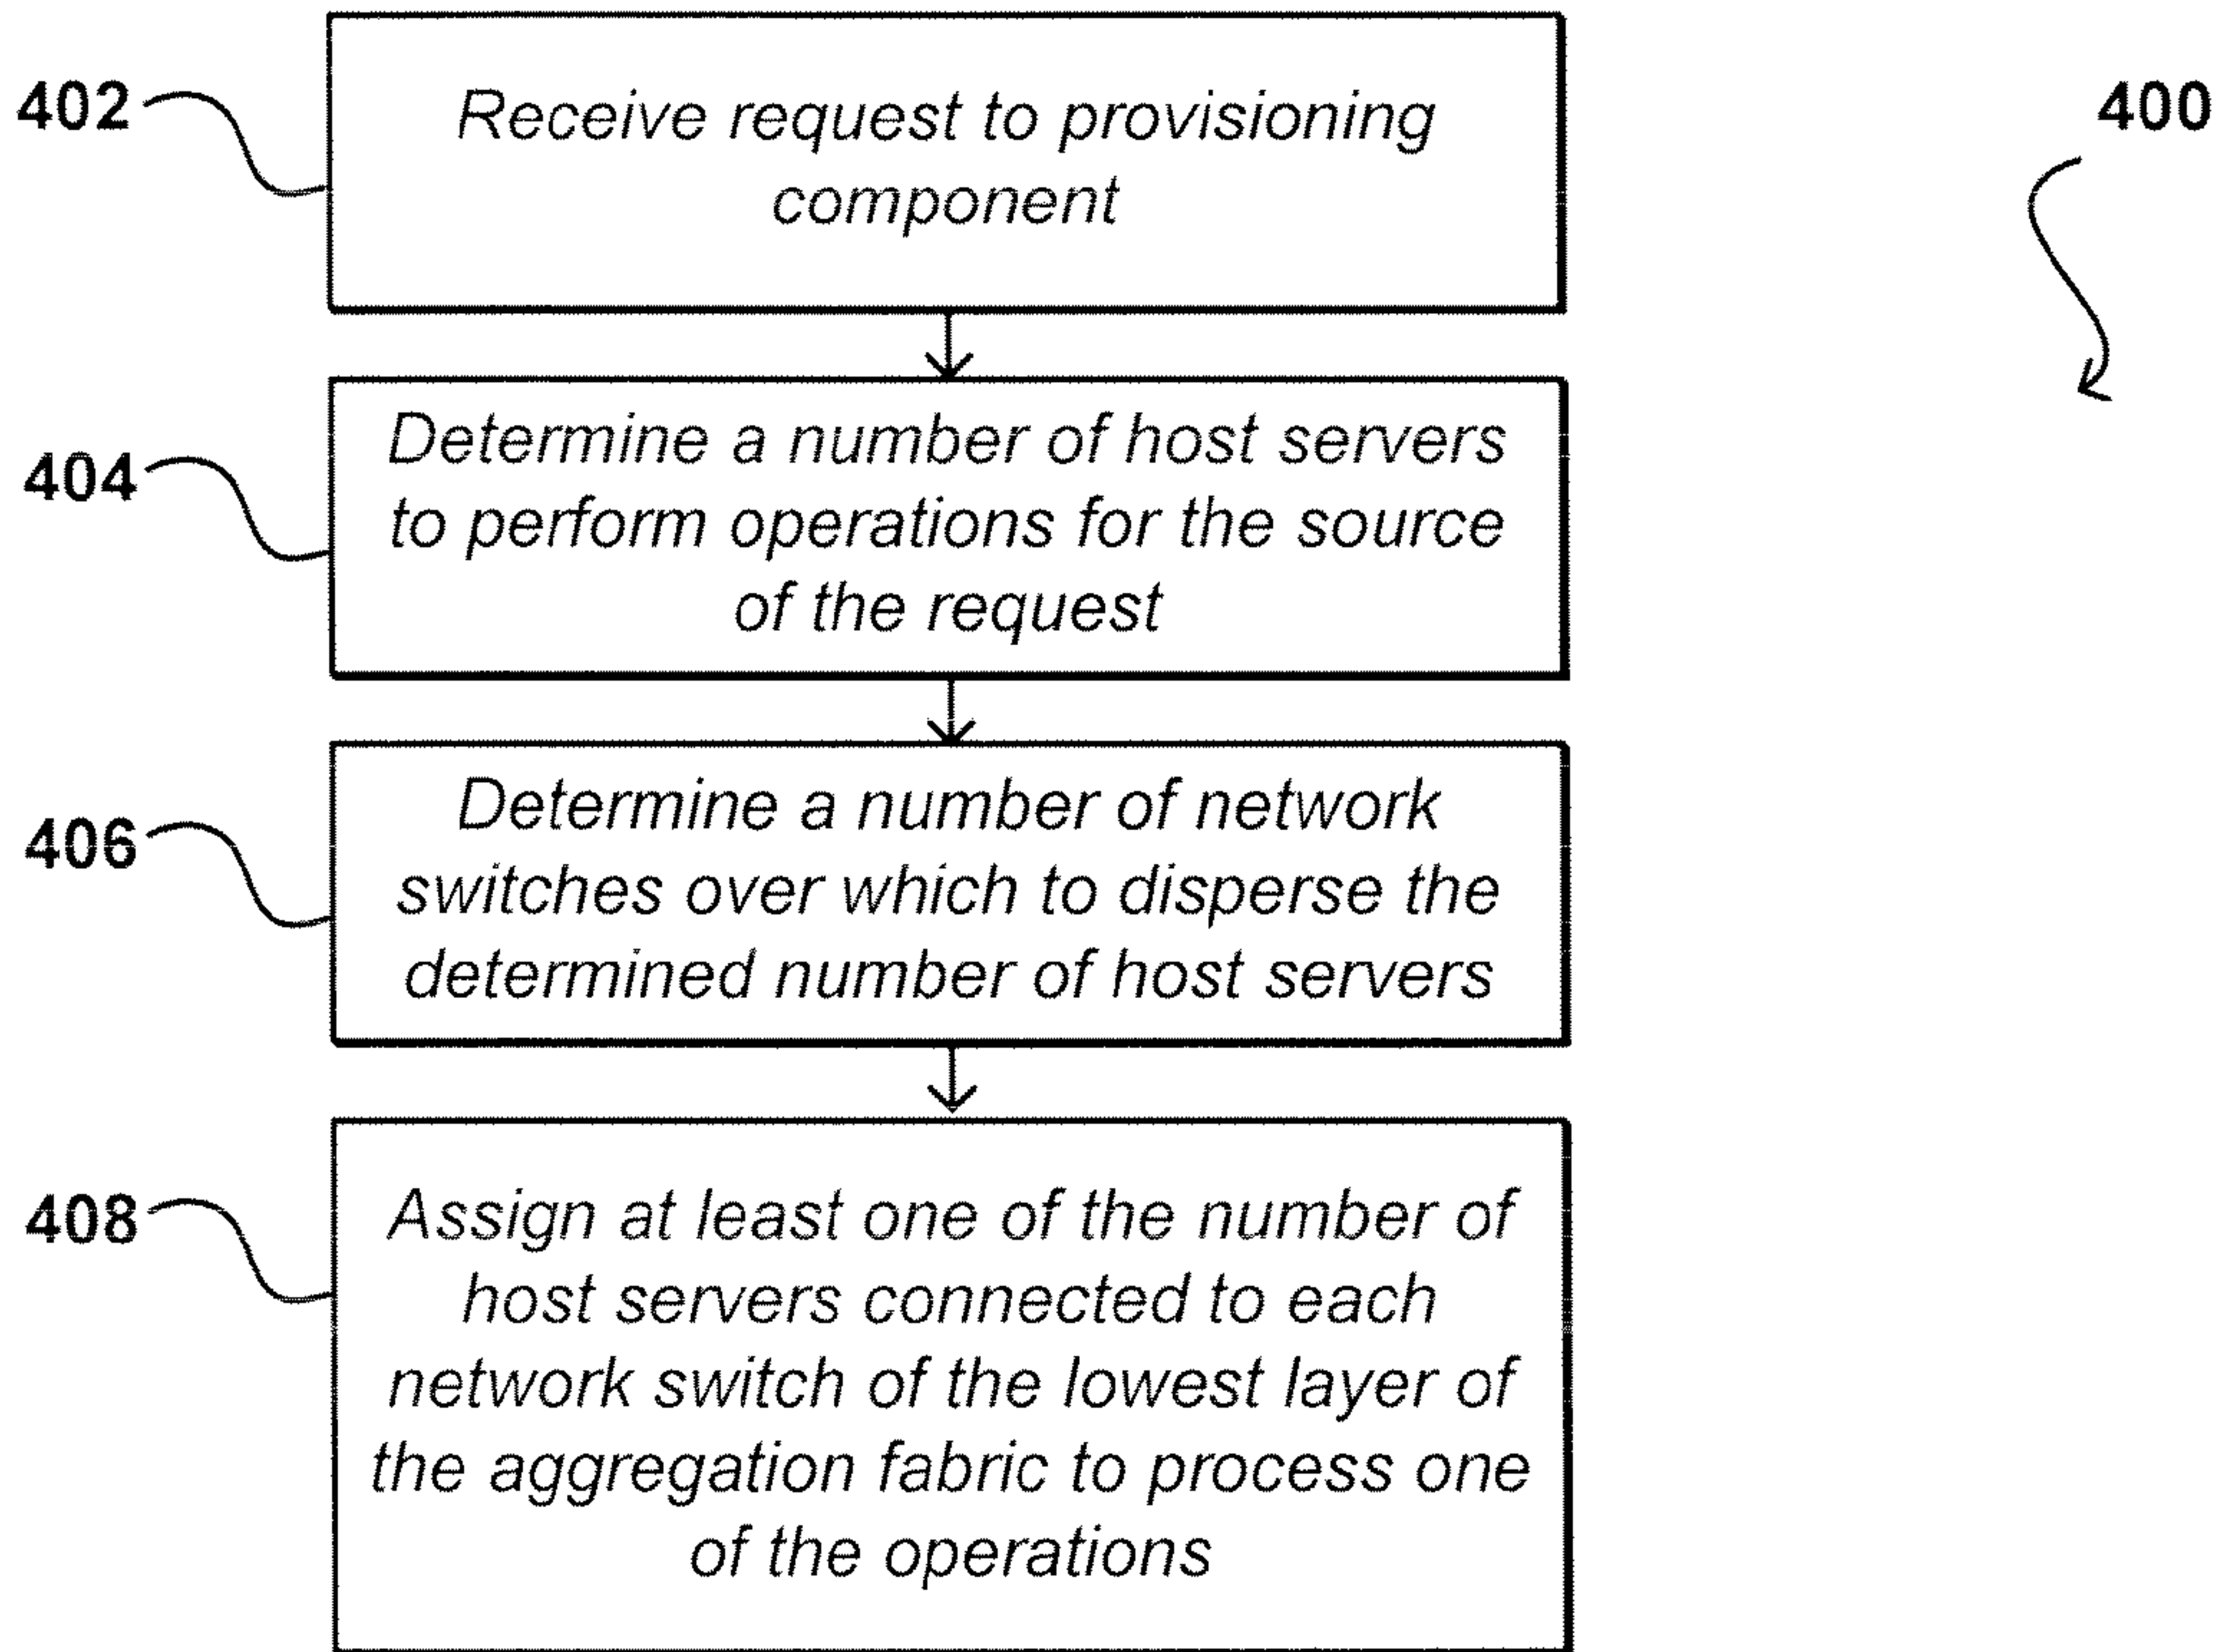 402
Receive request to provisioning
component
400
404
Determine a number of host servers
to perform operations for the source
of the request
406
Determine a number of network
switches over which to disperse the
determined number of host servers
408
Assign at least one of the number of
host servers connected to each
network switch of the lowest layer of
the aggregation fabric to process one
of the operations